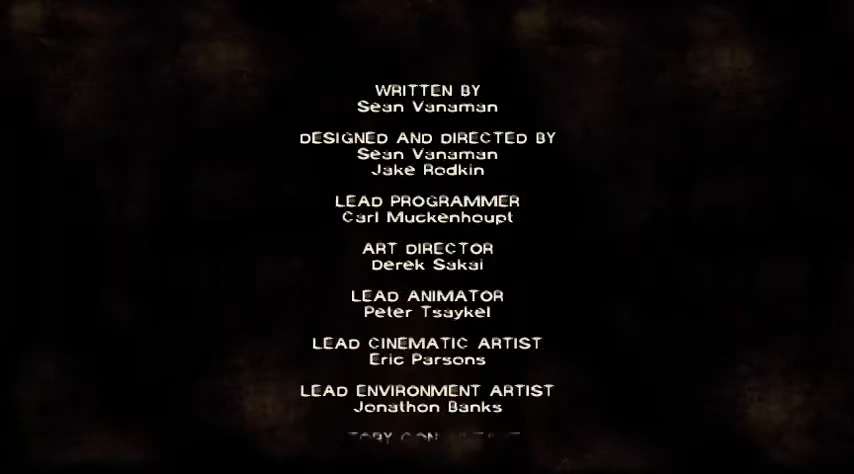 WRITTEN BY
Sean Vanaman
DESIGNED AND DIRECTED BY
Sean Vanaman
Jake Rodkin
LEAD PROGRAMMER
Carl Muckenhoupt
ART DIRECTOR
Derek Sakai
LEAD ANIMATOR
Peter Tsaykel
LEAD CINEMATIC ARTIST
Eric Parsons
LEAD ENVIRONMENT ARTIST
Jonathon Banks